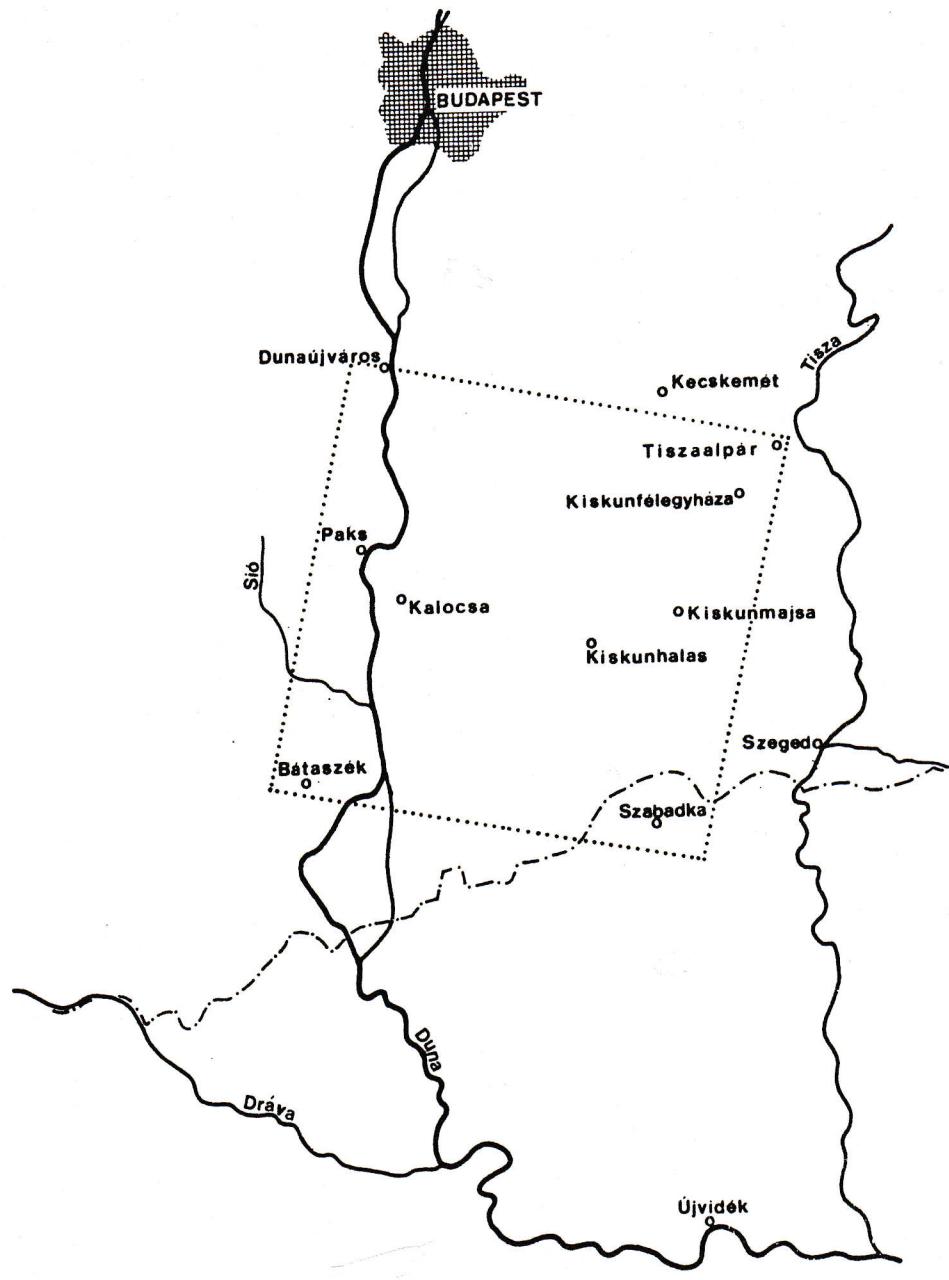 BUDAPEST
Tisza
Dunaújváros
Kecskemét
Tiszaalpár
Kiskunfélegyháza
Paks
Sió
Kalocsa
Kiskunmajsa
Kiskunhalas
Szeged
Bátaszék
Szabadka
Duna
Dráva
Újvidék